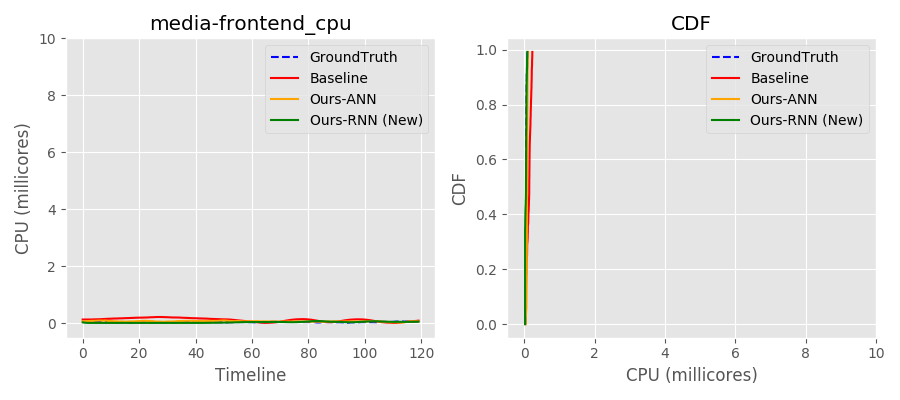 media-frontend_cpu
CPU (millicores)
10
8
6
4
2
0
0
20
40
60
80
100
120
Timeline
GroundTruth
Baseline
Ours-ANN
Ours-RNN (New)
CDF
CDF
1.0
0.8
0.6
0.4
0.2
0.0
0
2
4
6
8
10
CPU (millicores)
GroundTruth
Baseline
Ours-ANN
Ours-RNN (New)